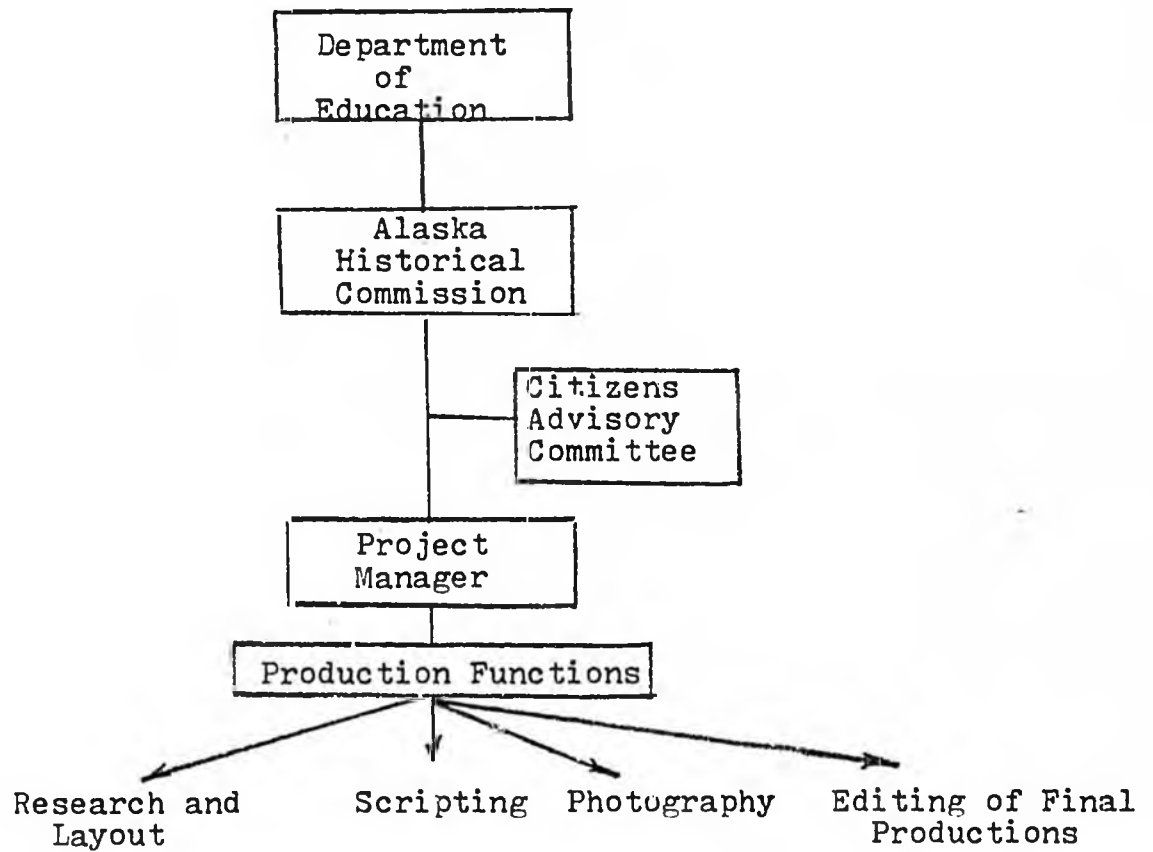 Department
of
Education
Alaska
Historical
Commission
Citizens
Advisory
Committee
Project
Manager
Production Functions
Research and
Layout
Scripting
Photography
Editing of Final
Productions